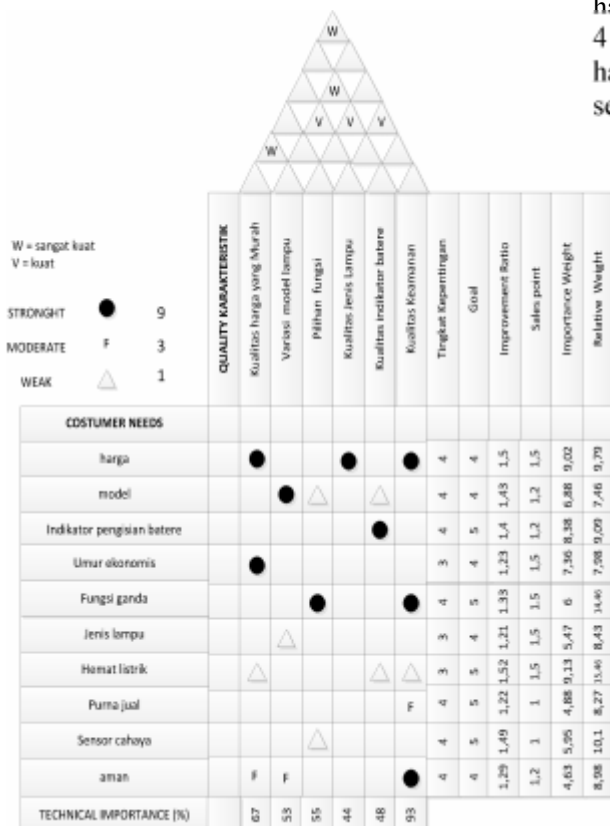 ha
4
ha
se
W
W
V V V
W
W = sangat kuat
V = kuat
STRONGHT 9
MODERATE F 3
WEAK 1
QUALITY KARAKTERISTIK
Kualitas harga yang Murah
Variasi model lampu
Pilihan fungsi
Kualitas Jenis Lampu
Kualitas indikator batere
Kualitas Keamanan
Tingkat Kepentingan
Goal
Improvement Ratio
Sales point
Importance Weight
Relative Weight
COSTUMER NEEDS
harga 4 4 1,5 1,5 9,02 9,79
model 4 4 1,43 1,2 6,88 7,46
Indikator pengisian batere 4 5 1,4 1,2 8,38 9,09
Umur ekonomis 3 4 1,23 1,5 7,36 7,98
Fungsi ganda 4 5 1.33 1.5 6 14,46
Jenis lampu 3 4 1,21 1,5 5,47 8,43
Hemat listrik 3 5 1,52 1,5 9,13 15,46
Purna jual F 4 5 1,22 1 4,88 8,27
Sensor cahaya 4 5 1,49 1 5,95 10,1
aman F F 4 4 1,29 1,2 4,63 8,98
TECHNICAL IMPORTANCE (%) 67 53 55 44 48 93